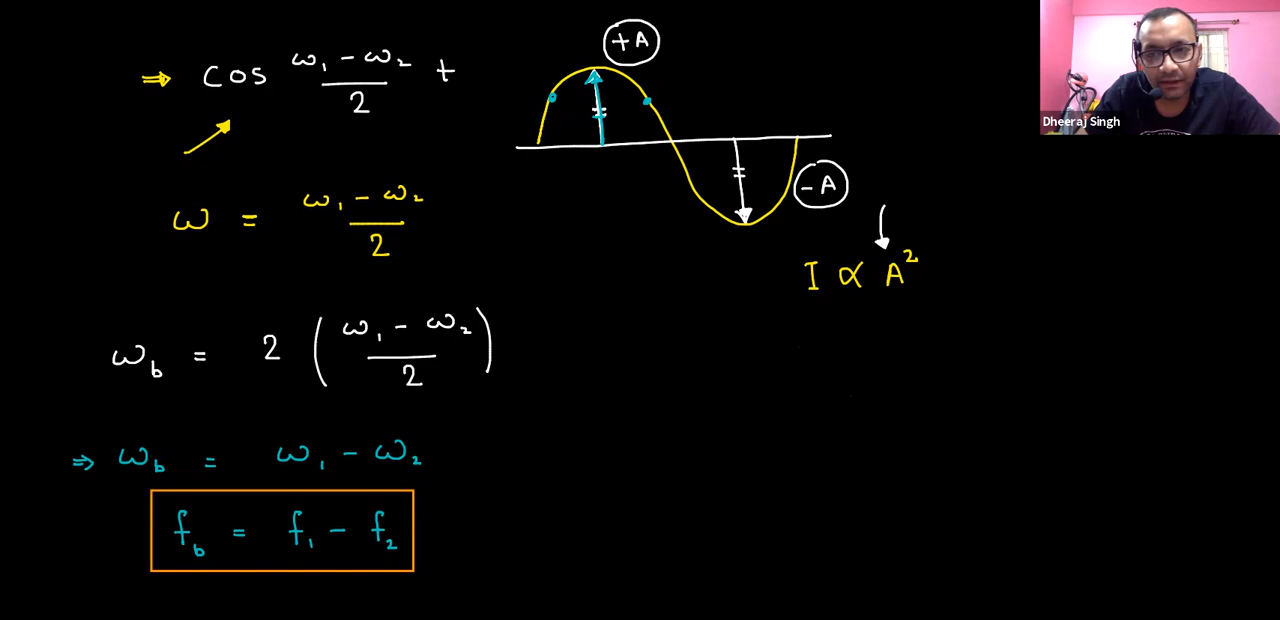 ⇒ cos (ω₁ - ω₂)/2 t
+A
Dheeraj Singh
ω = (ω₁ - ω₂)/2
-A
I ∝ A²
ω_b = 2 ((ω₁ - ω₂)/2)
⇒ ω_b = ω₁ - ω₂
f_b = f₁ - f₂